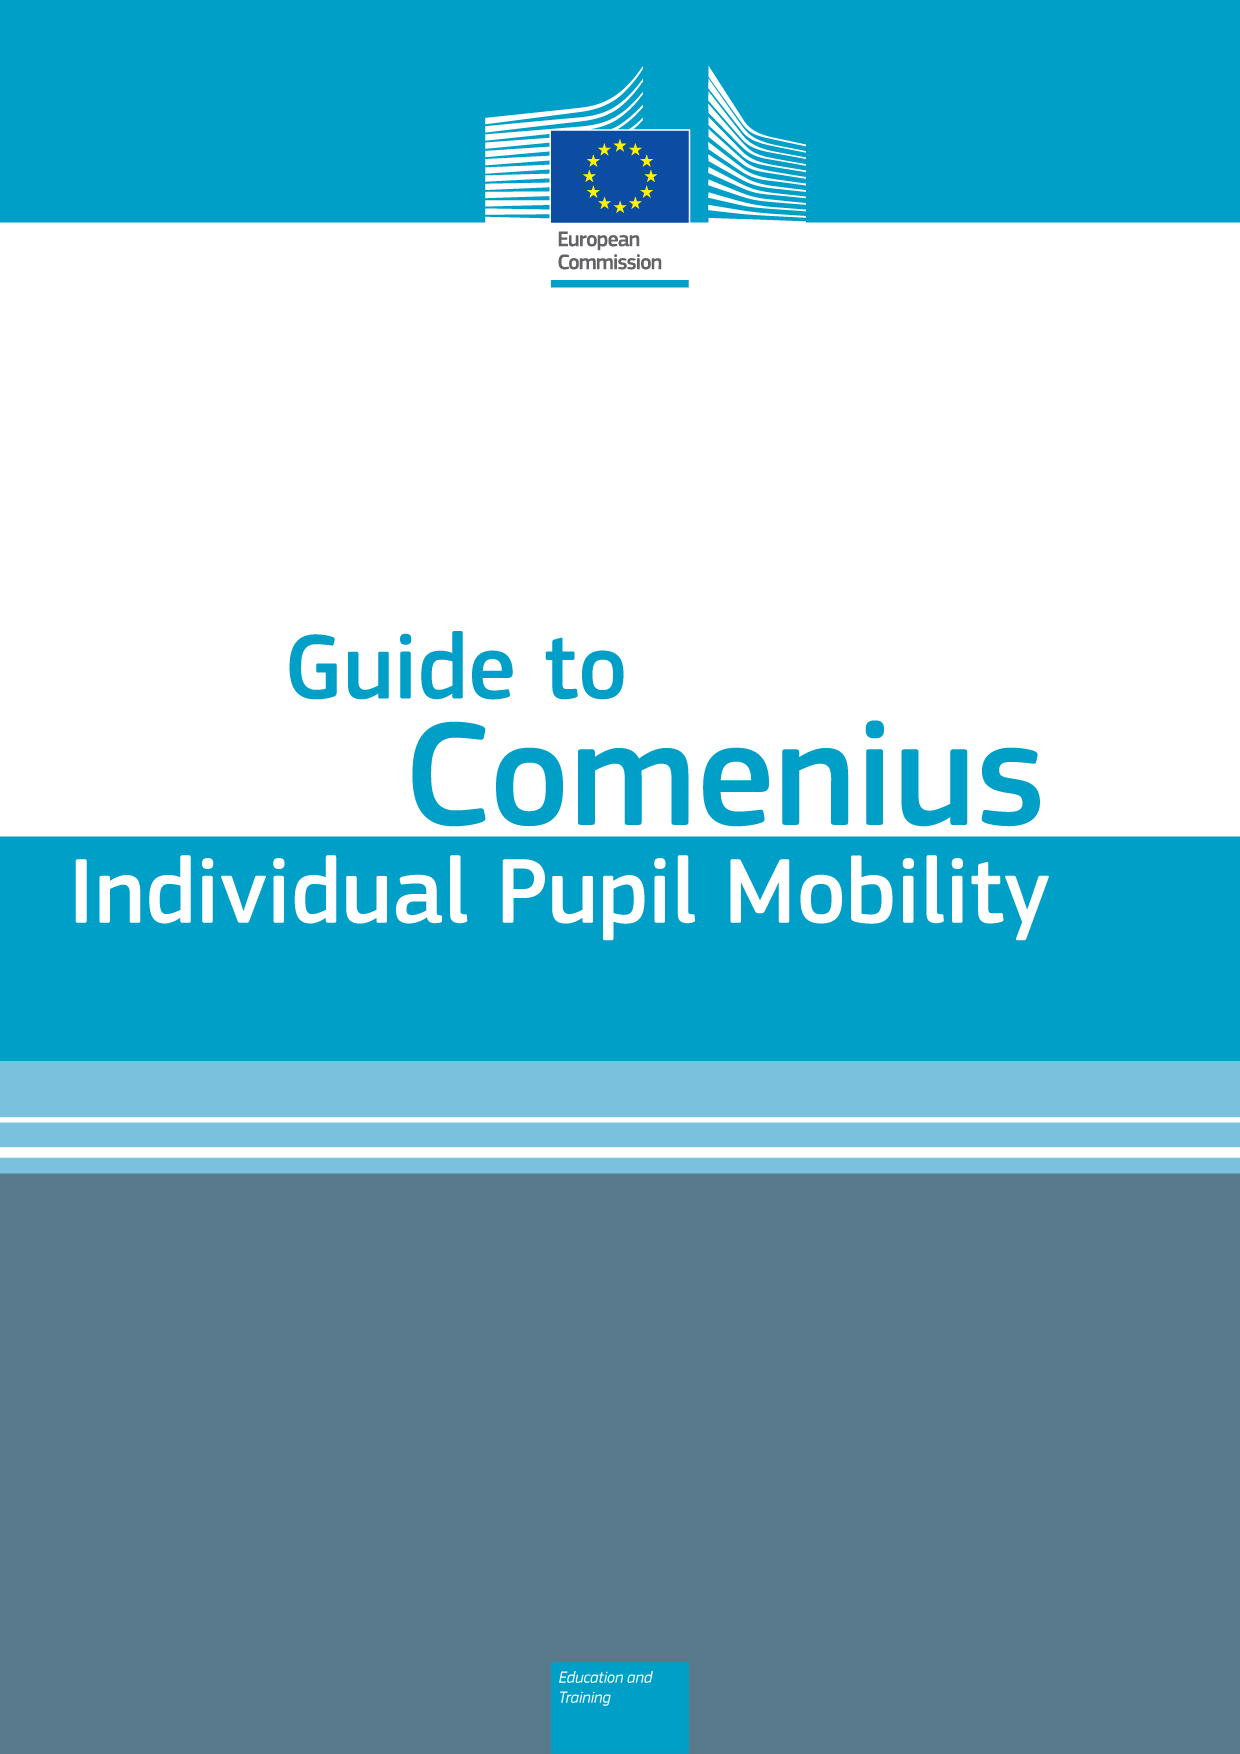 European
Commission
Guide to
Comenius
Individual Pupil Mobility
Education and
Training